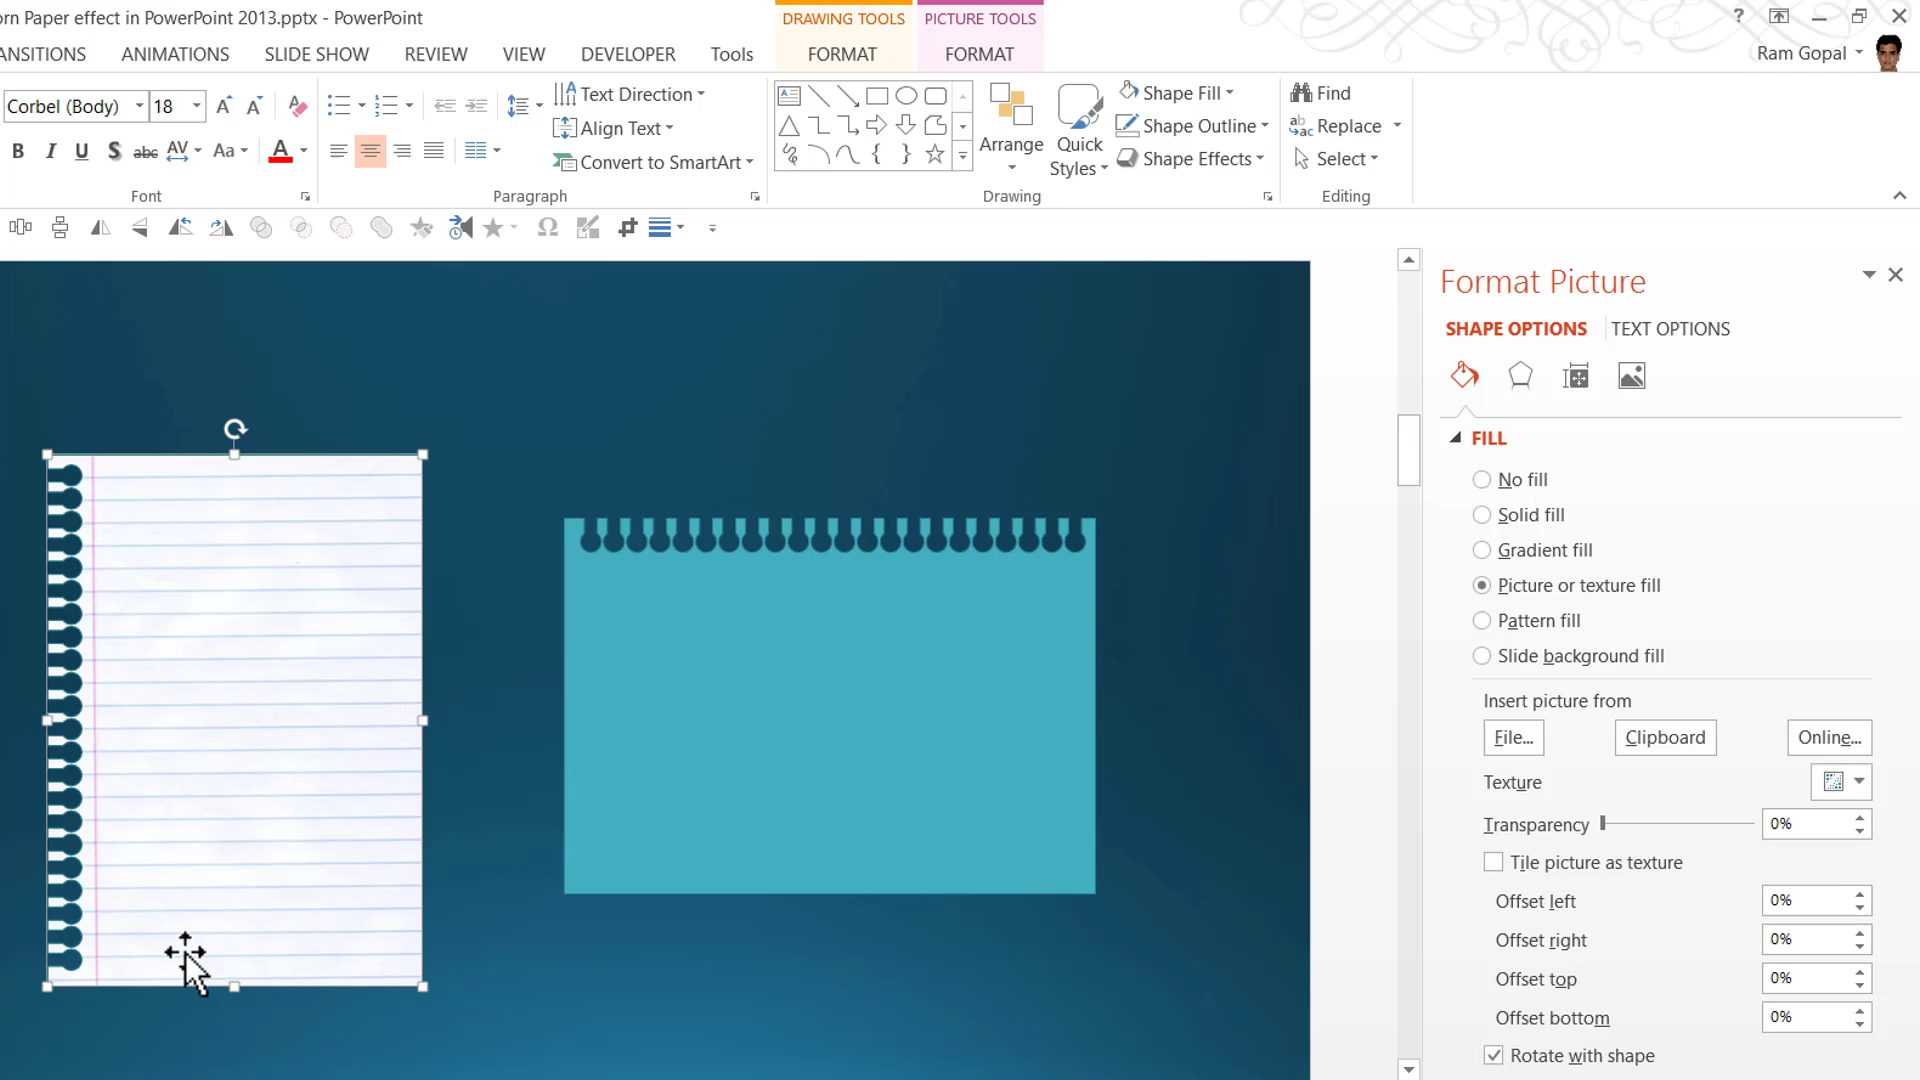 orn Paper effect in PowerPoint 2013.pptx - PowerPoint
DRAWING TOOLS PICTURE TOOLS
?
ANSITIONS ANIMATIONS SLIDE SHOW REVIEW VIEW DEVELOPER Tools FORMAT FORMAT
Ram Gopal
Corbel (Body) 18
Text Direction
Align Text
Convert to SmartArt
B I U S abc AV Aa A
Arrange
Quick
Styles
Shape Fill
Shape Outline
Shape Effects
Find
Replace
Select
Font Paragraph Drawing Editing
Format Picture
SHAPE OPTIONS TEXT OPTIONS
FILL
No fill
Solid fill
Gradient fill
Picture or texture fill
Pattern fill
Slide background fill
Insert picture from
File... Clipboard Online...
Texture
Transparency 0%
Tile picture as texture
Offset left 0%
Offset right 0%
Offset top 0%
Offset bottom 0%
Rotate with shape